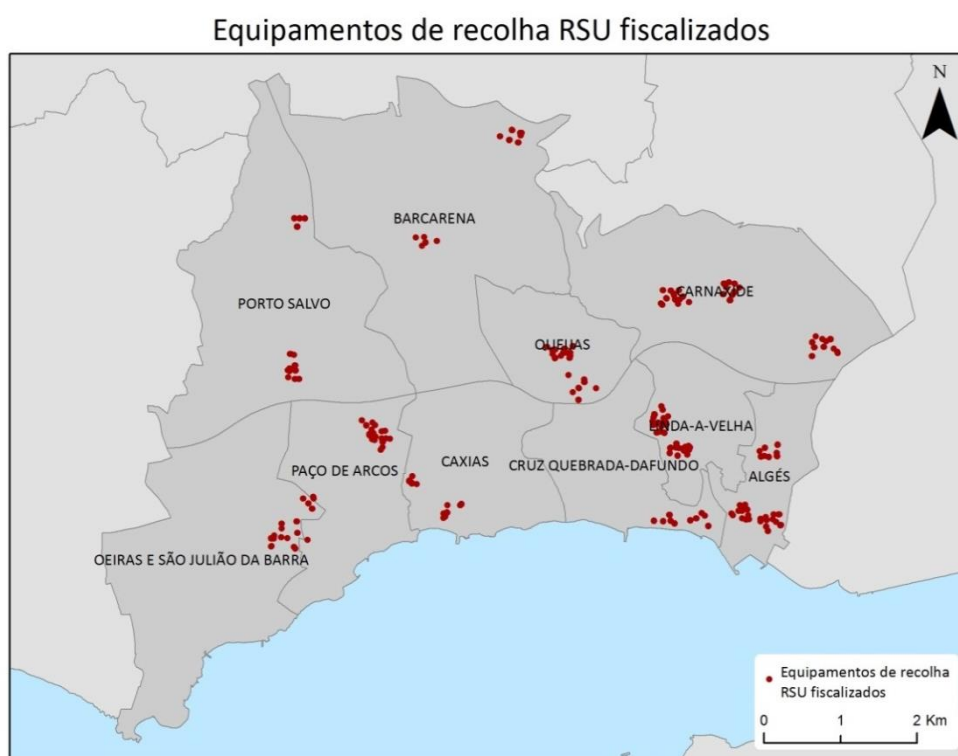 Equipamentos de recolha RSU fiscalizados
N
BARCARENA
PORTO SALVO
CARNAXIDE
QUEIJAS
LINDA-A-VELHA
PAÇO DE ARCOS
CAXIAS
CRUZ QUEBRADA-DAFUNDO
ALGÉS
OEIRAS E SÃO JULIÃO DA BARRA
Equipamentos de recolha
RSU fiscalizados
0 1 2 Km